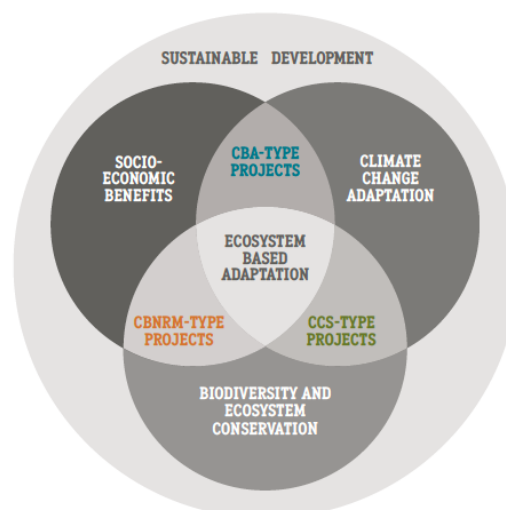 SUSTAINABLE DEVELOPMENT
CBA-TYPE
PROJECTS
SOCIO-
ECONOMIC
BENEFITS
CLIMATE
CHANGE
ADAPTATION
ECOSYSTEM
BASED
ADAPTATION
CBNRM-TYPE
PROJECTS
CCS-TYPE
PROJECTS
BIODIVERSITY AND
ECOSYSTEM
CONSERVATION